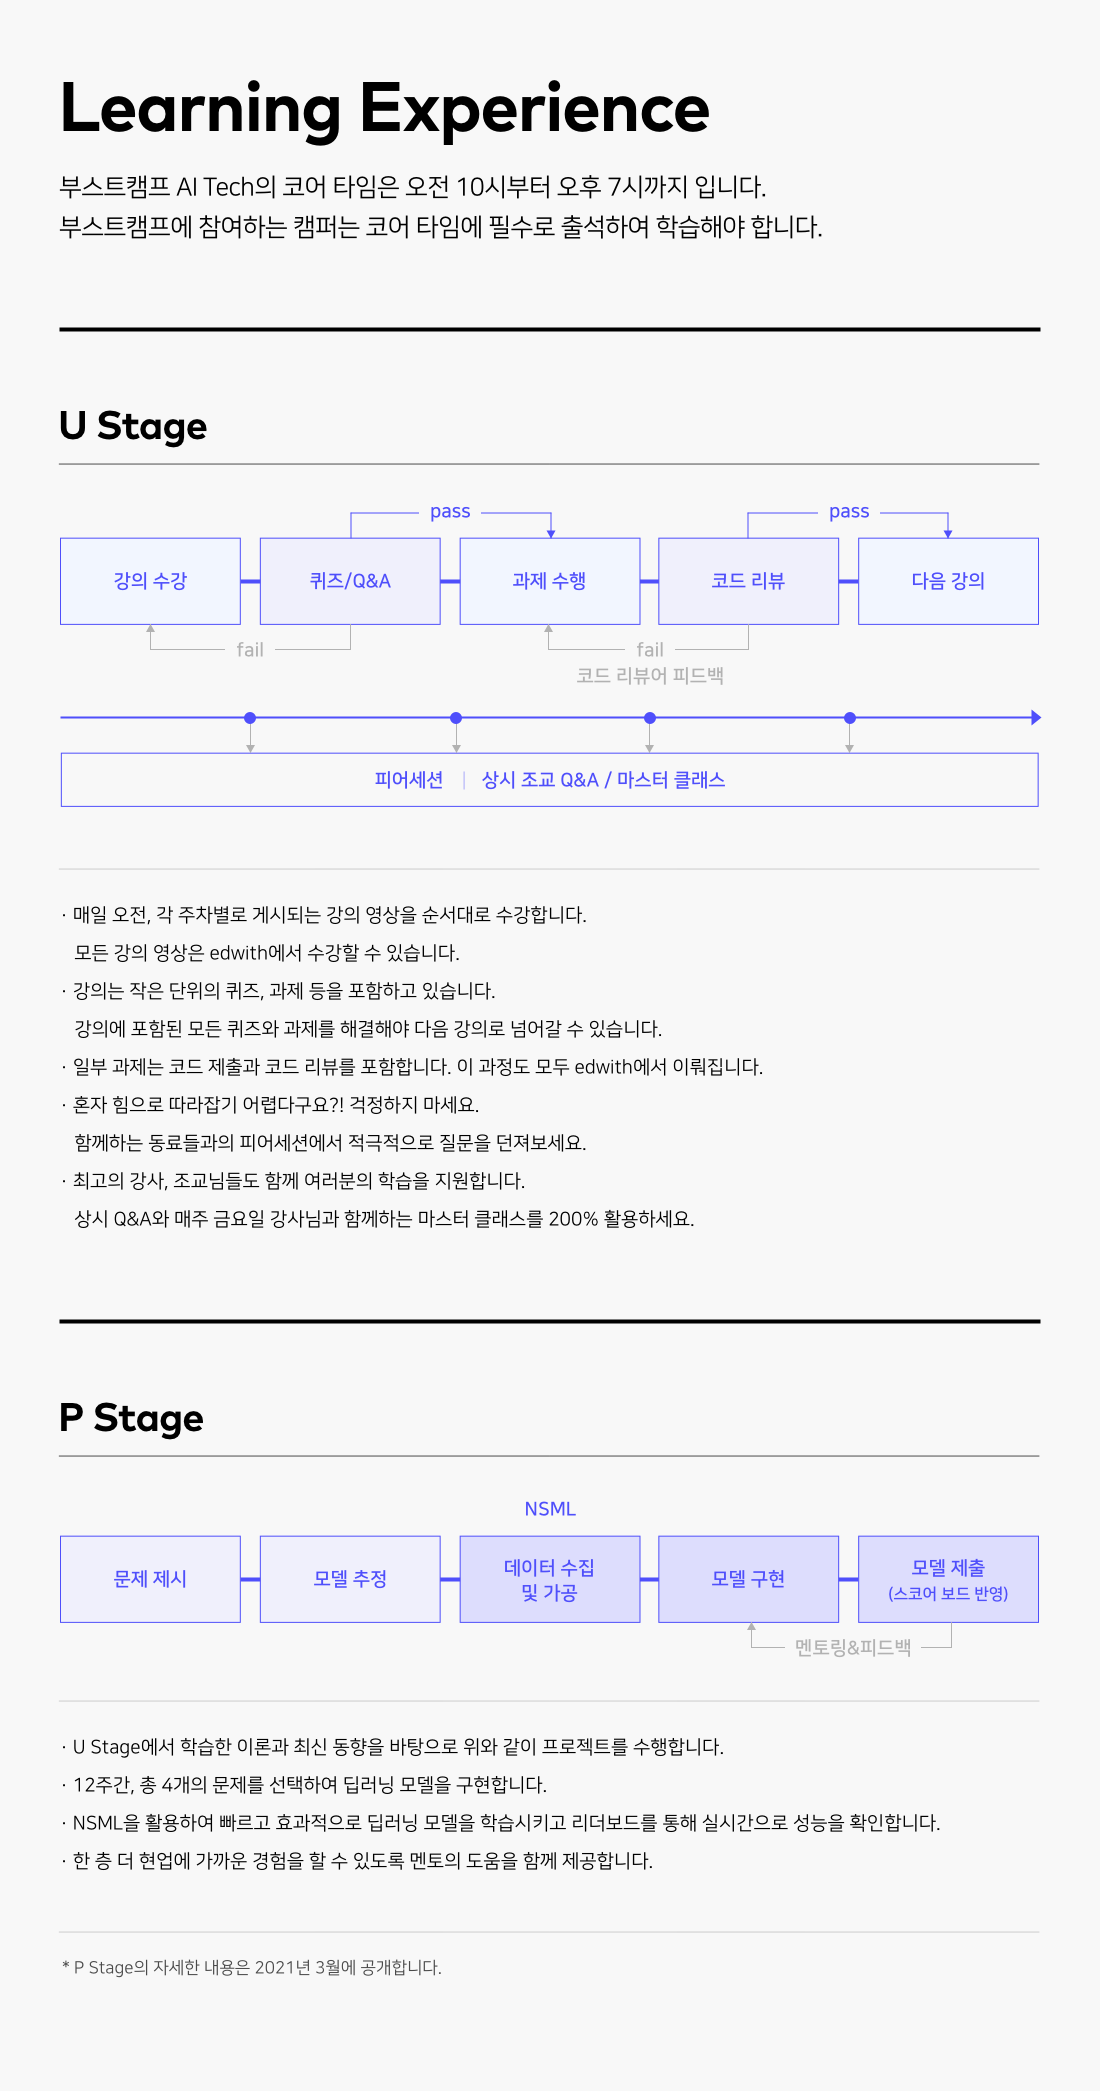 Learning Experience
부스트캠프 AI Tech의 코어 타임은 오전 10시부터 오후 7시까지 입니다.
부스트캠프에 참여하는 캠퍼는 코어 타임에 필수로 출석하여 학습해야 합니다.
U Stage
pass
pass
강의 수강
퀴즈/Q&A
과제 수행
코드 리뷰
다음 강의
fail
fail
코드 리뷰어 피드백
피어세션 | 상시 조교 Q&A / 마스터 클래스
· 매일 오전, 각 주차별로 게시되는 강의 영상을 순서대로 수강합니다.
모든 강의 영상은 edwith에서 수강할 수 있습니다.
· 강의는 작은 단위의 퀴즈, 과제 등을 포함하고 있습니다.
강의에 포함된 모든 퀴즈와 과제를 해결해야 다음 강의로 넘어갈 수 있습니다.
· 일부 과제는 코드 제출과 코드 리뷰를 포함합니다. 이 과정도 모두 edwith에서 이뤄집니다.
· 혼자 힘으로 따라잡기 어렵다구요?! 걱정하지 마세요.
함께하는 동료들과의 피어세션에서 적극적으로 질문을 던져보세요.
· 최고의 강사, 조교님들도 함께 여러분의 학습을 지원합니다.
상시 Q&A와 매주 금요일 강사님과 함께하는 마스터 클래스를 200% 활용하세요.
P Stage
NSML
문제 제시
모델 추정
데이터 수집
및 가공
모델 구현
모델 제출
(스코어 보드 반영)
멘토링&피드백
· U Stage에서 학습한 이론과 최신 동향을 바탕으로 위와 같이 프로젝트를 수행합니다.
· 12주간, 총 4개의 문제를 선택하여 딥러닝 모델을 구현합니다.
· NSML을 활용하여 빠르고 효과적으로 딥러닝 모델을 학습시키고 리더보드를 통해 실시간으로 성능을 확인합니다.
· 한 층 더 현업에 가까운 경험을 할 수 있도록 멘토의 도움을 함께 제공합니다.
* P Stage의 자세한 내용은 2021년 3월에 공개합니다.